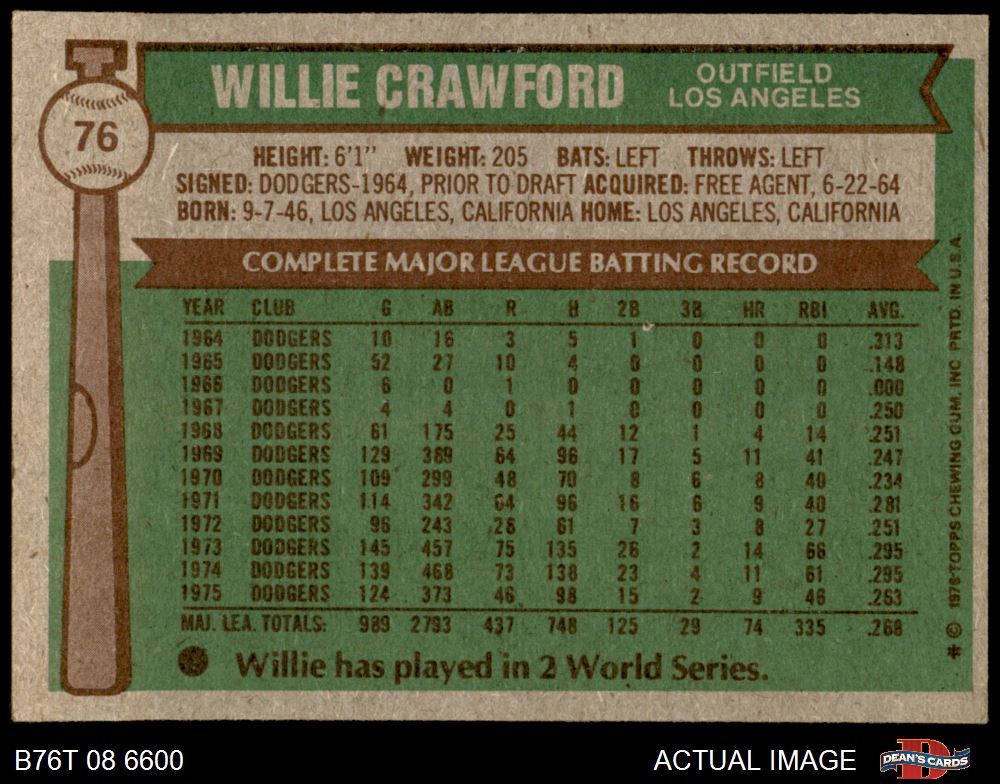 76
WILLIE CRAWFORD
OUTFIELD
LOS ANGELES
HEIGHT: 6'1" WEIGHT: 205 BATS: LEFT THROWS: LEFT
SIGNED: DODGERS-1964, PRIOR TO DRAFT ACQUIRED: FREE AGENT, 6-22-64
BORN: 9-7-46, LOS ANGELES, CALIFORNIA HOME: LOS ANGELES, CALIFORNIA
COMPLETE MAJOR LEAGUE BATTING RECORD
YEAR CLUB G AB R H 2B 3B HR RBI AVG.
1964 DODGERS 10 16 3 5 1 0 0 0 .313
1965 DODGERS 52 27 10 4 0 0 0 0 .148
1966 DODGERS 6 0 1 0 0 0 0 0 .000
1967 DODGERS 4 4 0 1 0 0 0 0 .250
1968 DODGERS 61 175 25 44 12 1 4 14 .251
1969 DODGERS 129 389 64 96 17 5 11 41 .247
1970 DODGERS 109 299 48 70 8 6 8 40 .234
1971 DODGERS 114 342 64 96 16 6 9 40 .281
1972 DODGERS 96 243 28 61 7 3 8 27 .251
1973 DODGERS 145 457 75 135 26 2 14 66 .295
1974 DODGERS 139 468 73 138 23 4 11 61 .295
1975 DODGERS 124 373 46 98 15 2 9 46 .263
MAJ. LEA. TOTALS: 989 2793 437 748 125 29 74 335 .268
Willie has played in 2 World Series.
* © 1976 TOPPS CHEWING GUM, INC. PRTD. IN U.S.A.
B76T 08 6600
ACTUAL IMAGE
D
DEAN'S CARDS